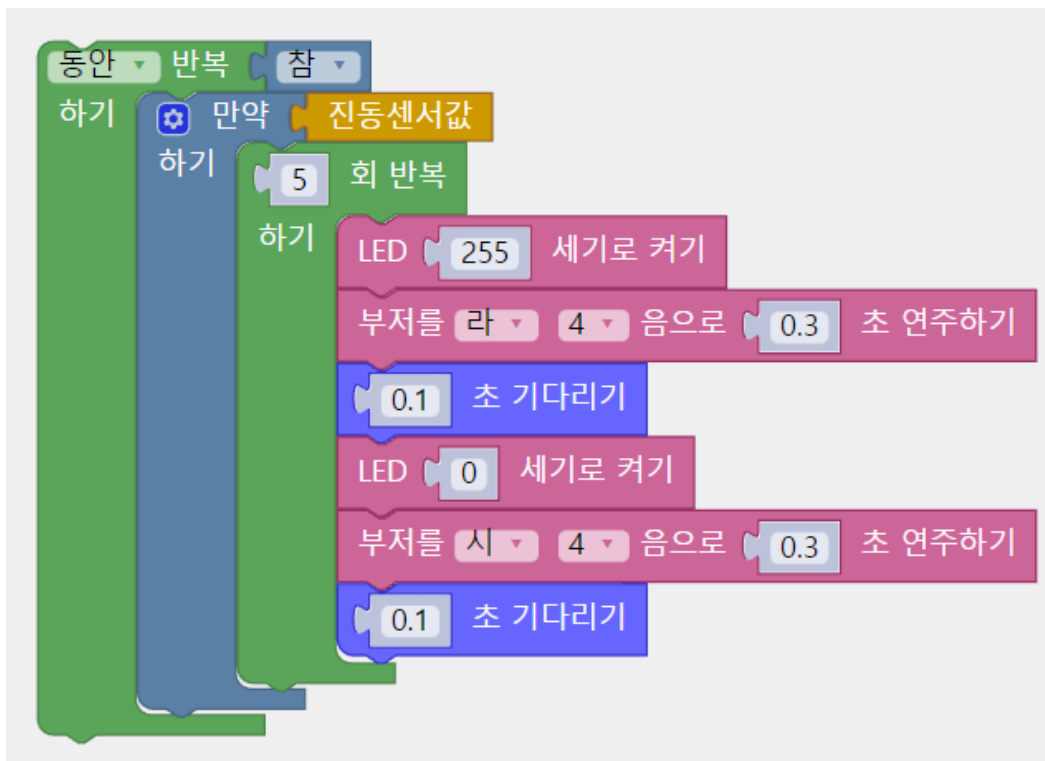 동안 반복 참
하기 만약 진동센서값
하기 5 회 반복
하기 LED 255 세기로 켜기
부저를 라 4 음으로 0.3 초 연주하기
0.1 초 기다리기
LED 0 세기로 켜기
부저를 시 4 음으로 0.3 초 연주하기
0.1 초 기다리기